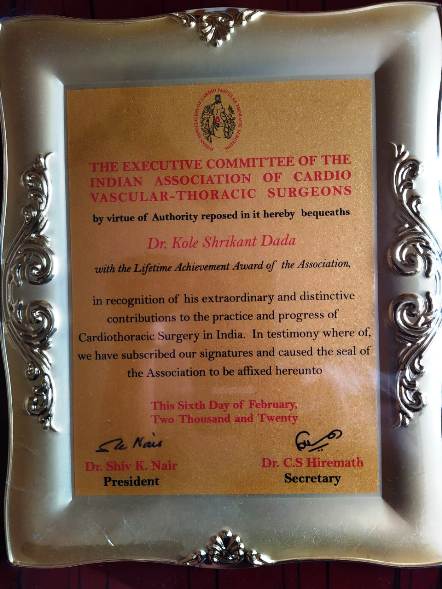 THE EXECUTIVE COMMITTEE OF THE
INDIAN ASSOCIATION OF CARDIO
VASCULAR-THORACIC SURGEONS
by virtue of Authority reposed in it hereby bequeaths
Dr. Kole Shrikant Dada
with the Lifetime Achievement Award of the Association,
in recognition of his extraordinary and distinctive
contributions to the practice and progress of
Cardiothoracic Surgery in India. In testimony where of,
we have subscribed our signatures and caused the seal of
the Association to be affixed hereunto
This Sixth Day of February,
Two Thousand and Twenty
Dr. Shiv K. Nair
President
Dr. C.S Hiremath
Secretary